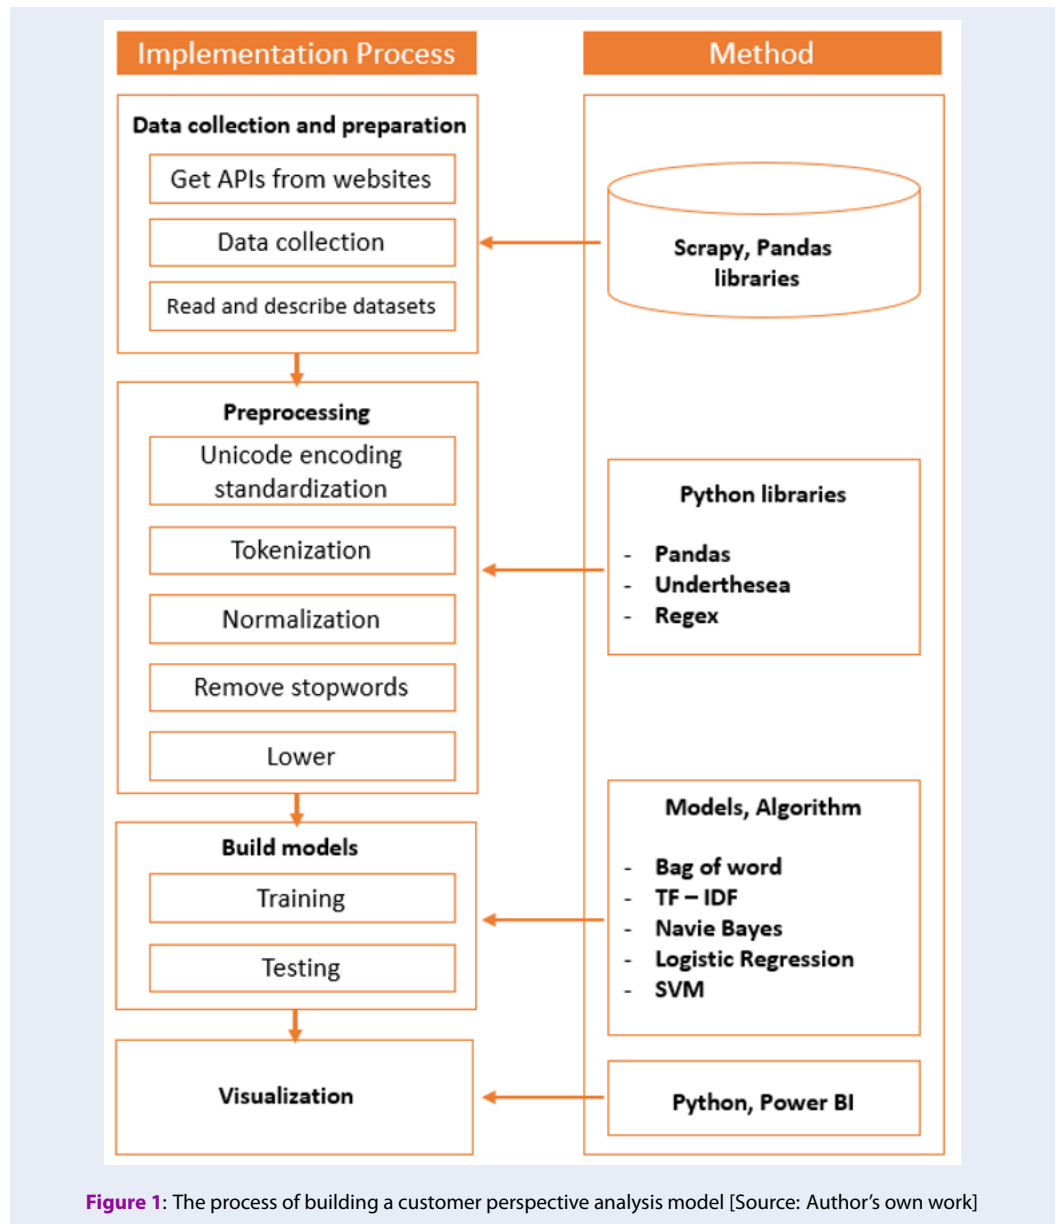 Implementation Process
Method
Data collection and preparation
Get APIs from websites
Data collection
Read and describe datasets
Scrapy, Pandas
libraries
Preprocessing
Unicode encoding
standardization
Tokenization
Normalization
Remove stopwords
Lower
Python libraries
- Pandas
- Underthesea
- Regex
Build models
Training
Testing
Models, Algorithm
- Bag of word
- TF – IDF
- Navie Bayes
- Logistic Regression
- SVM
Visualization
Python, Power BI
Figure 1: The process of building a customer perspective analysis model [Source: Author’s own work]